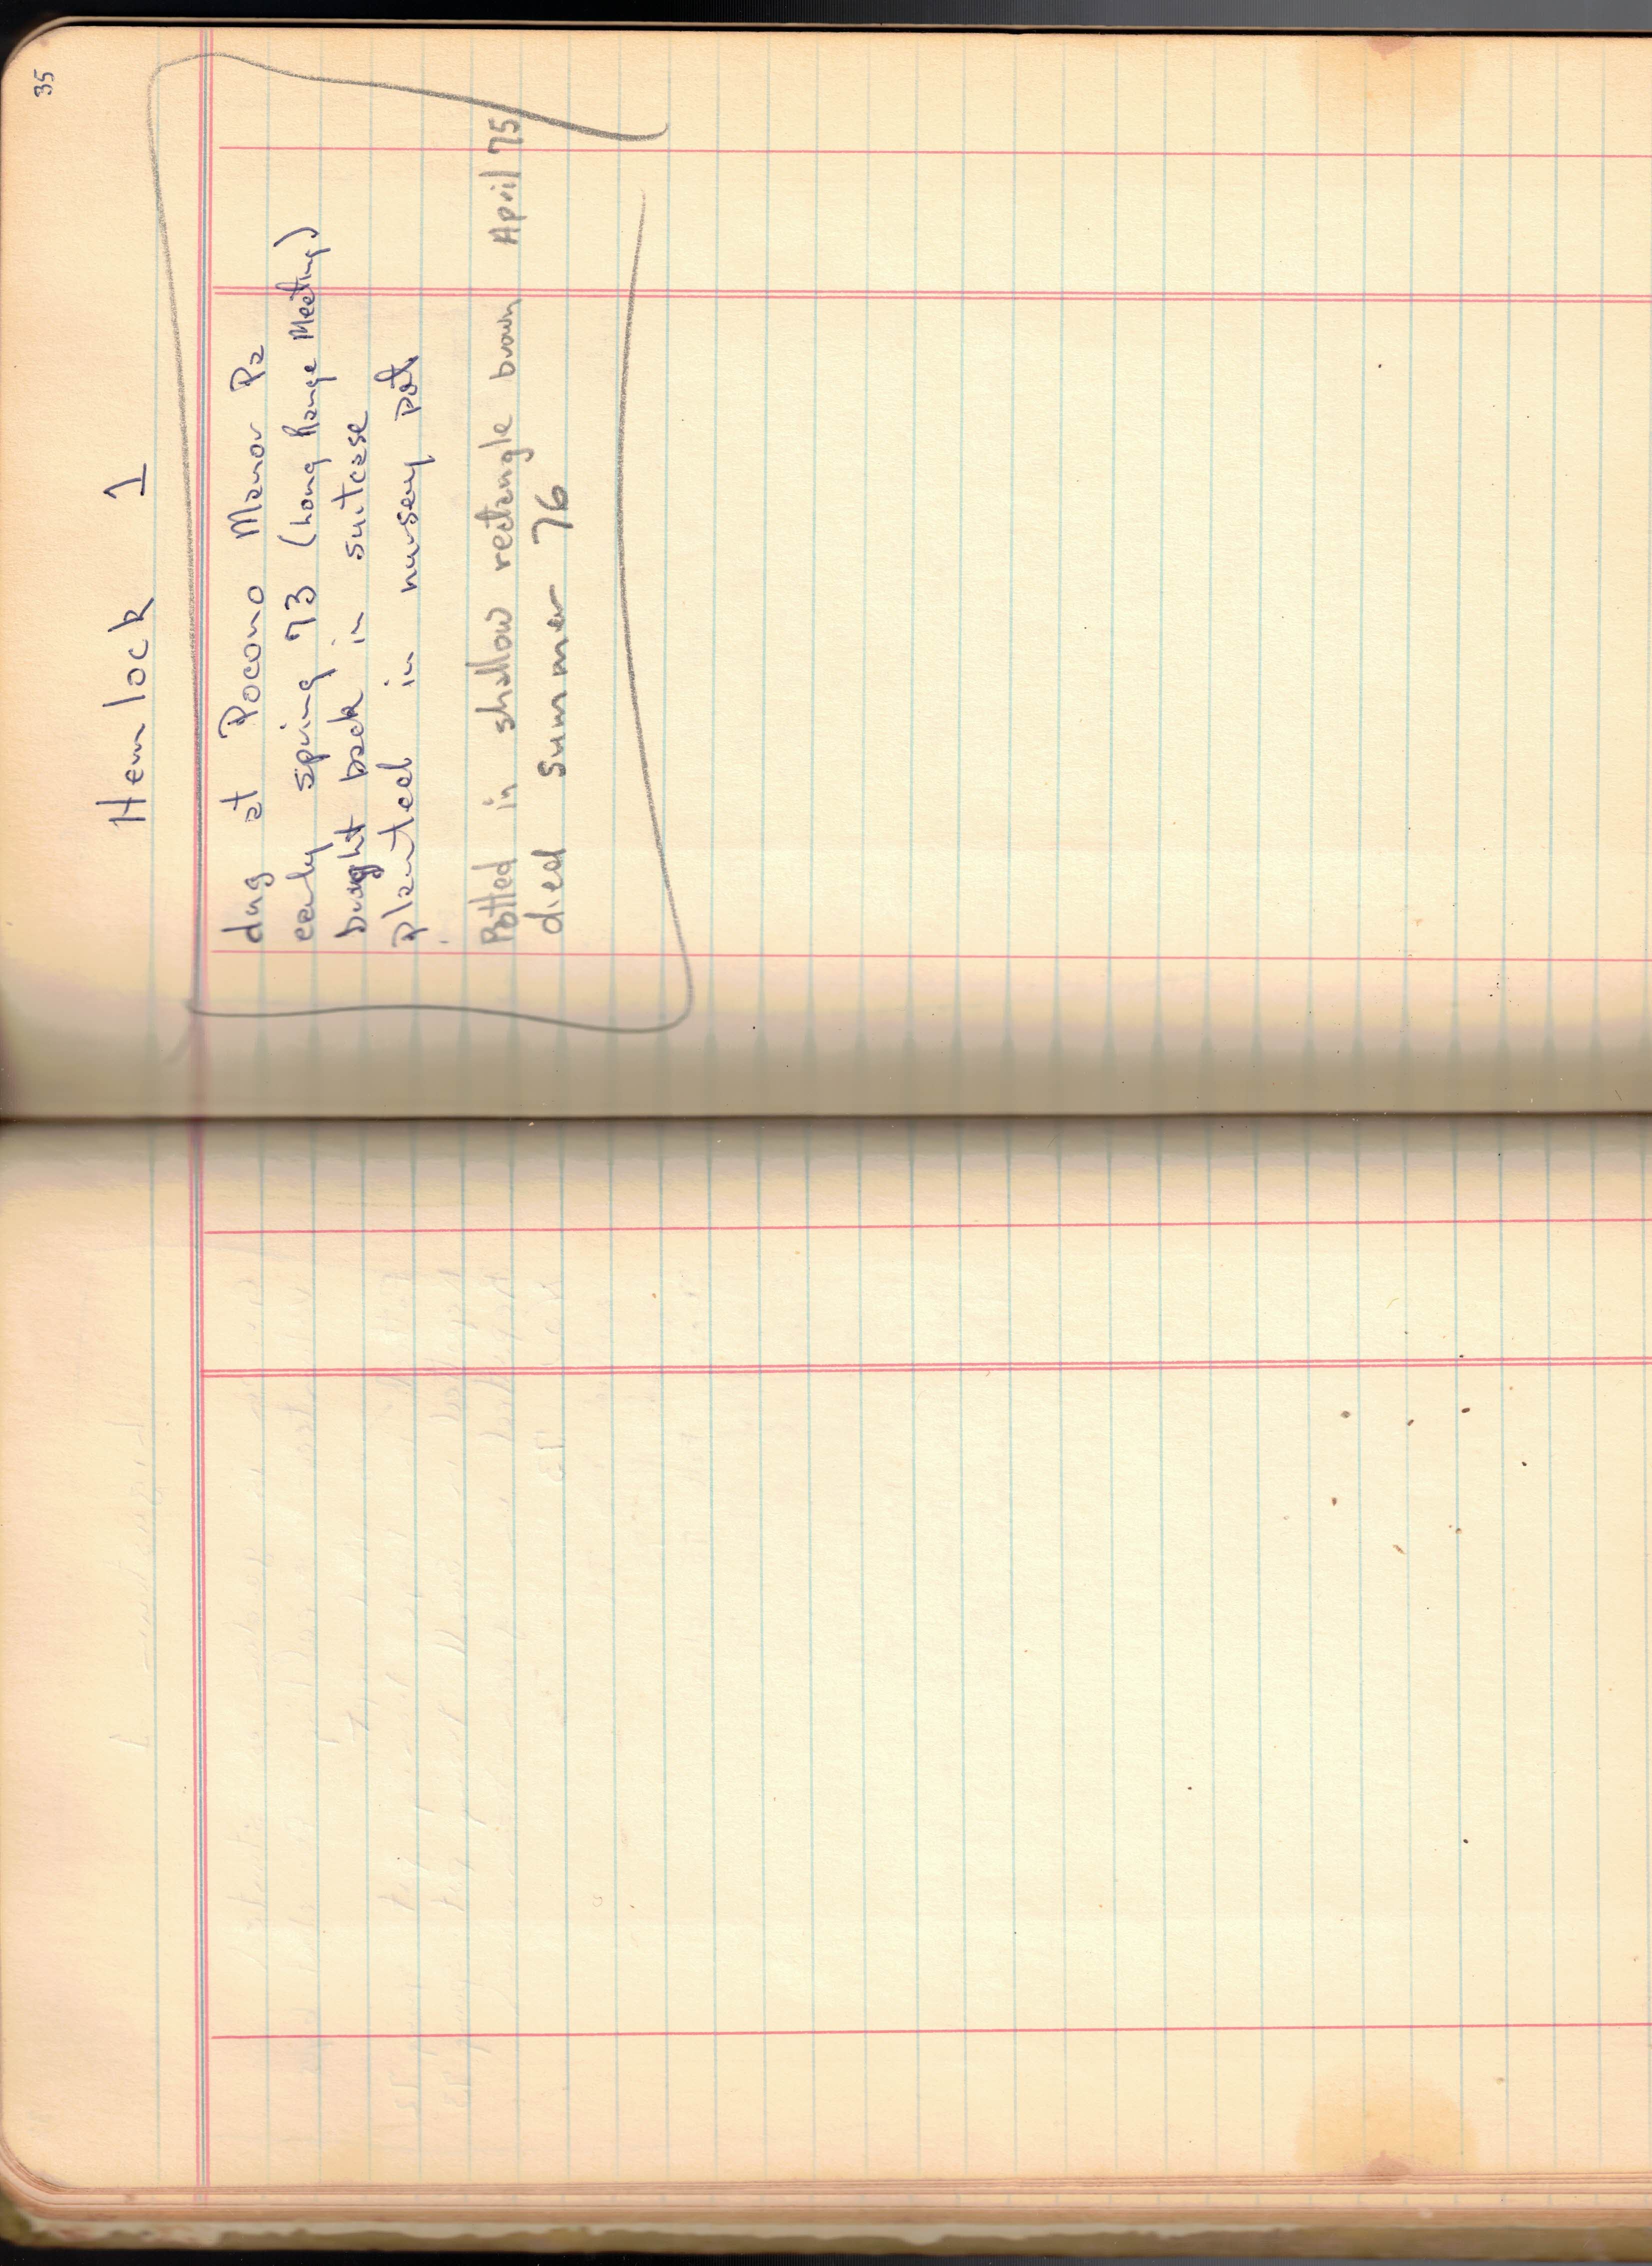 35
Hemlock 1
dug at Pocono Manor Pa
early spring 73 (Long Range Meeting)
brought back in suitcase
planted in nursery pot
Potted in shallow rectangle brown April 75
died summer 76